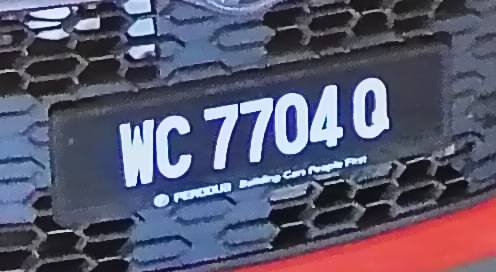 WC 7704 Q
PERODUA Building Cars People First